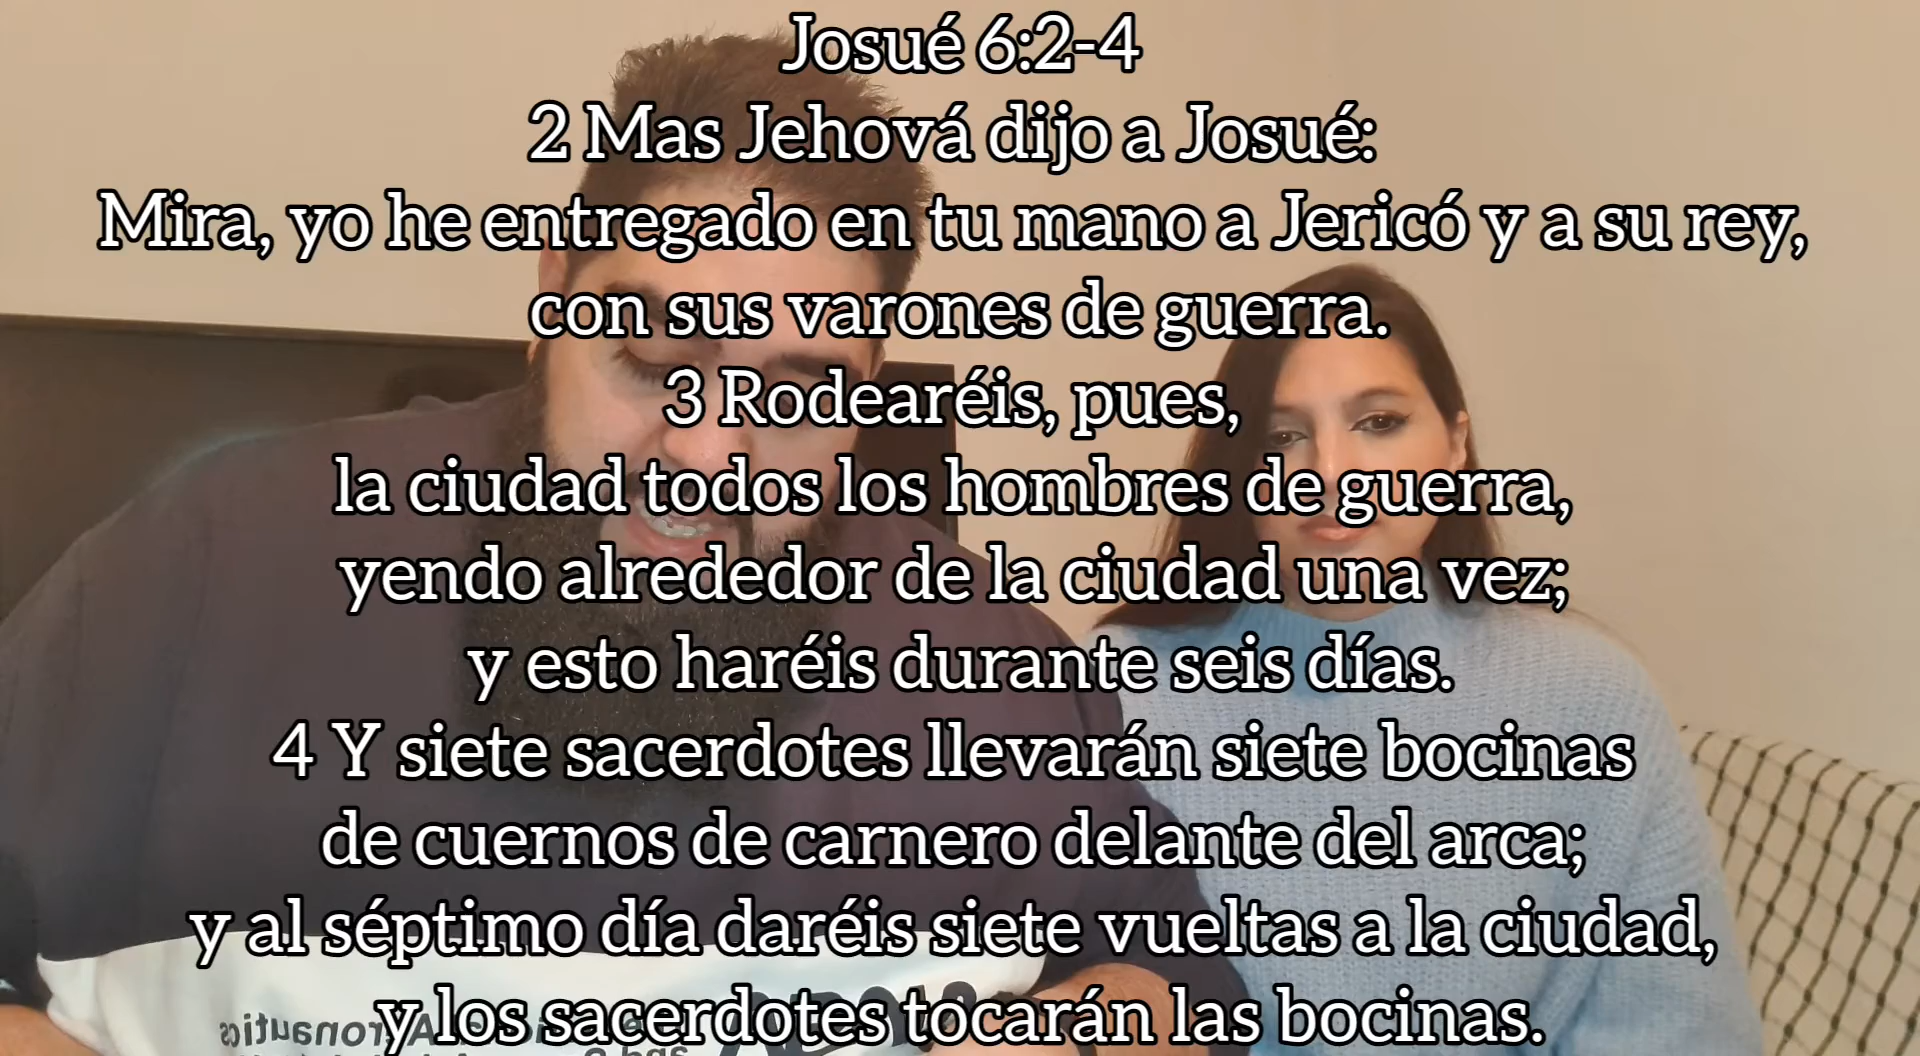 Josué 6:2-4
2 Mas Jehová dijo a Josué:
Mira, yo he entregado en tu mano a Jericó y a su rey,
con sus varones de guerra.
3 Rodearéis, pues,
la ciudad todos los hombres de guerra,
yendo alrededor de la ciudad una vez;
y esto haréis durante seis días.
4 Y siete sacerdotes llevarán siete bocinas
de cuernos de carnero delante del arca;
y al séptimo día daréis siete vueltas a la ciudad,
y los sacerdotes tocarán las bocinas.